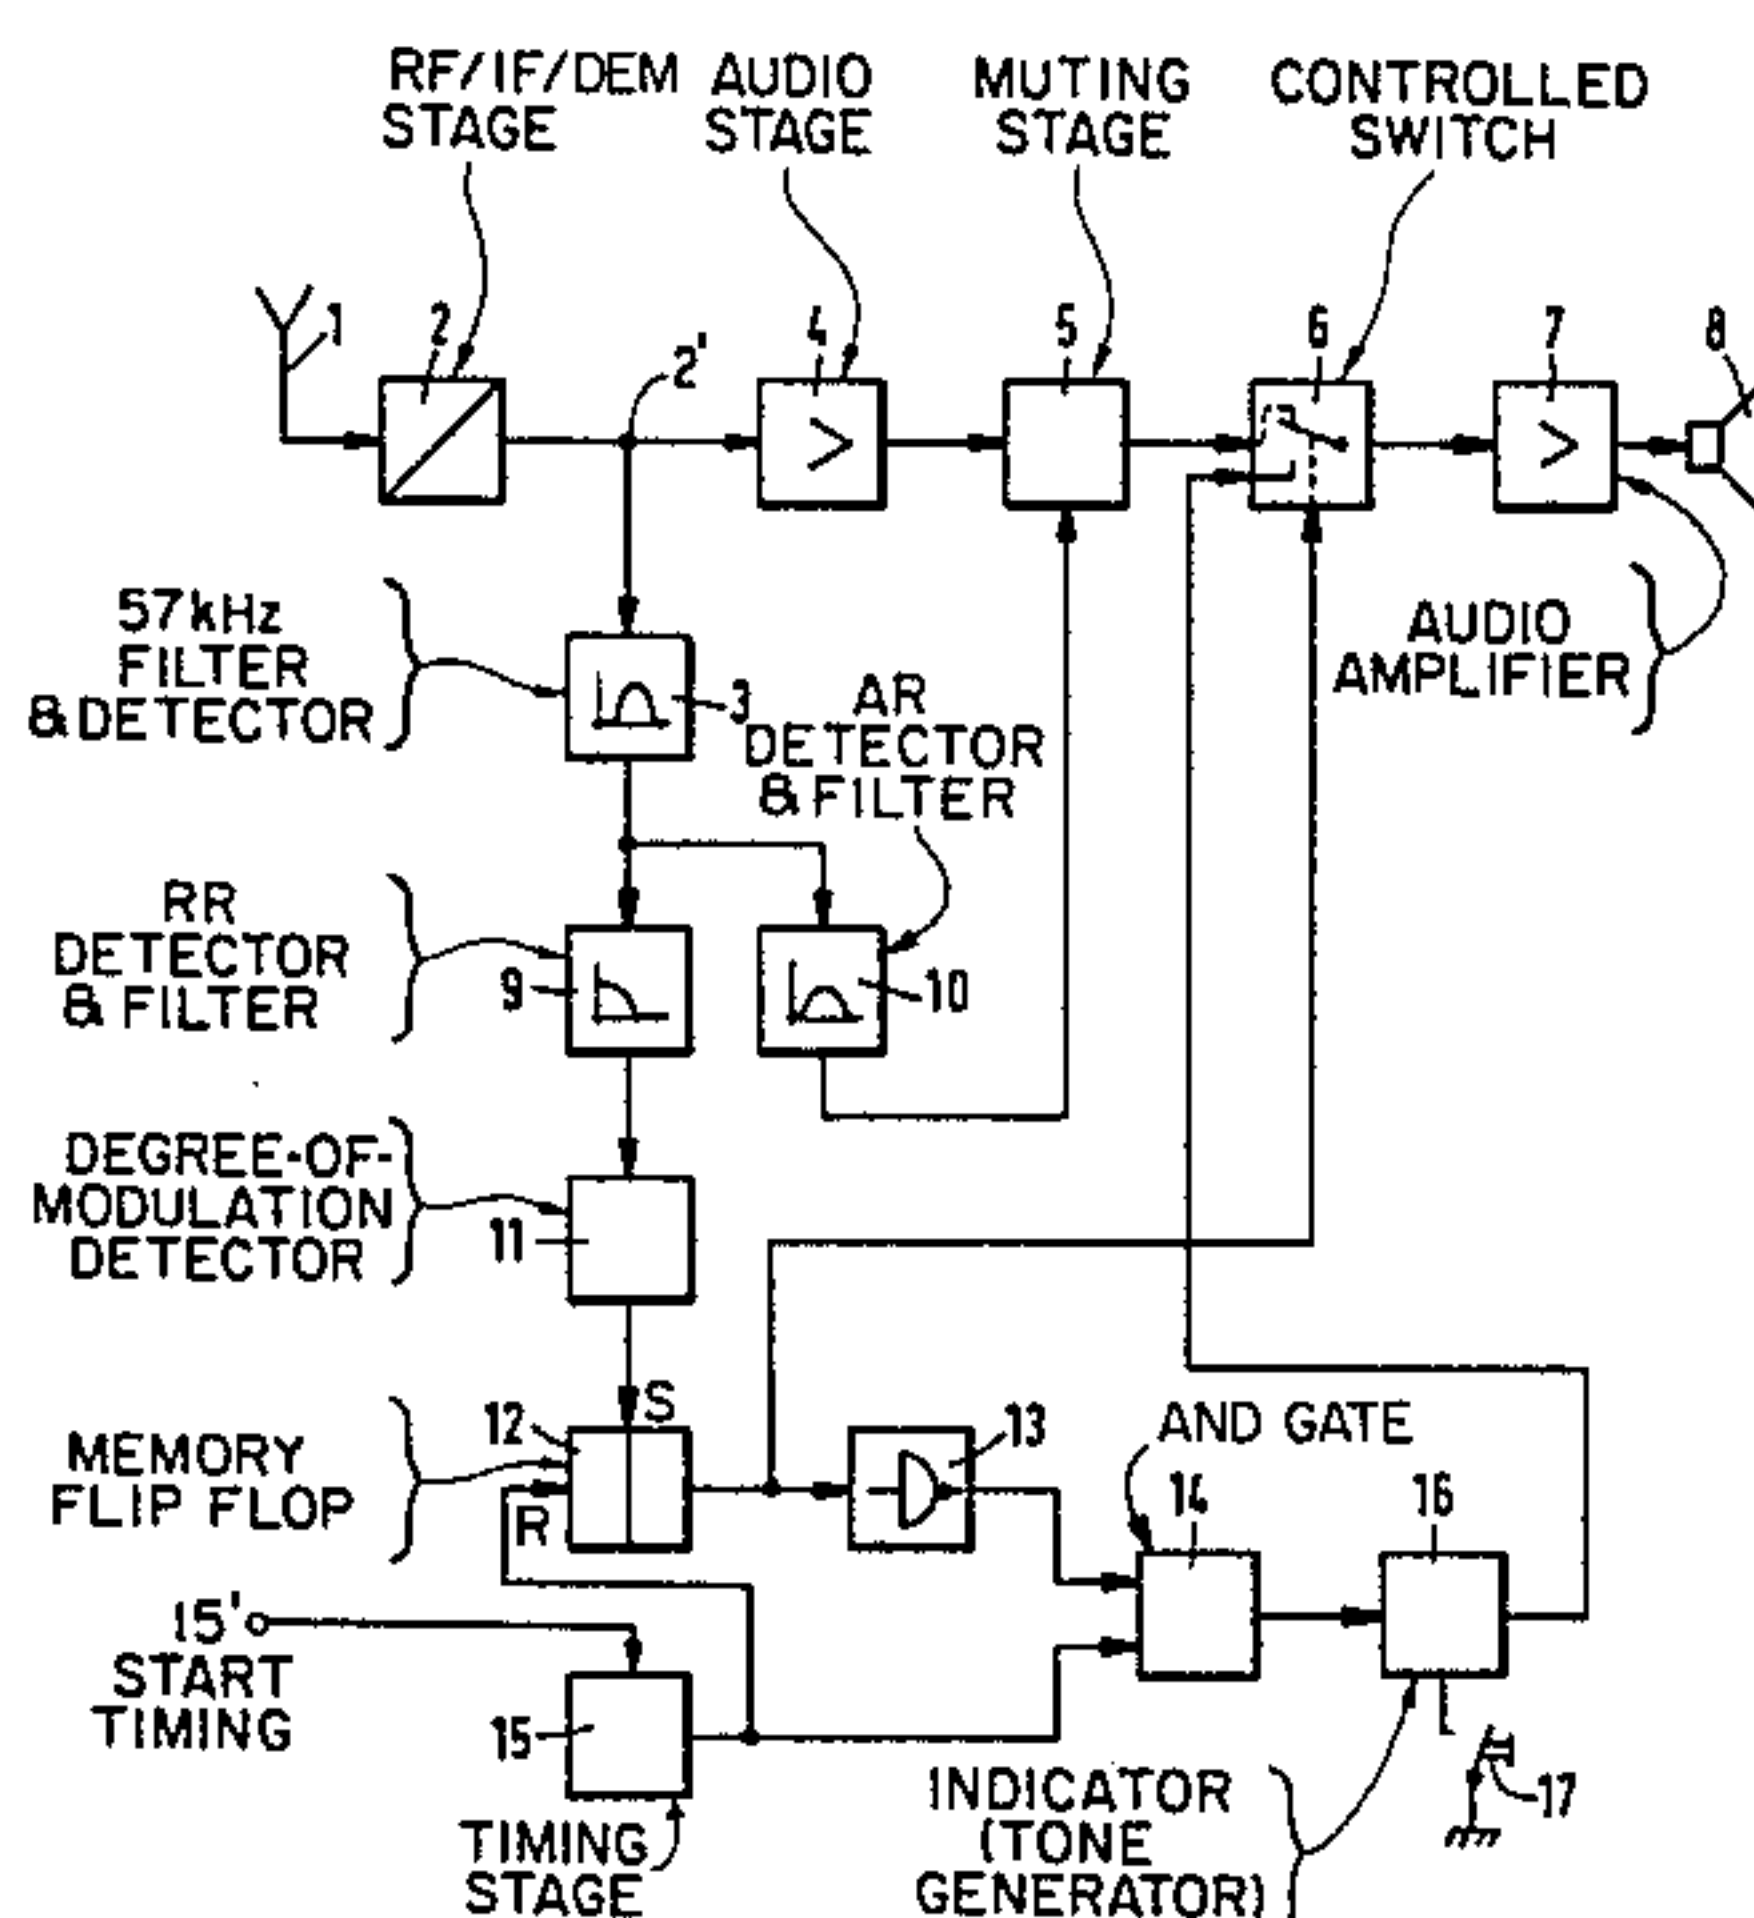 RF/IF/DEM
STAGE
AUDIO
STAGE
MUTING
STAGE
CONTROLLED
SWITCH
1
2
2'
4
5
6
7
8
57kHz
FILTER
& DETECTOR
3
AR
DETECTOR
& FILTER
AUDIO
AMPLIFIER
RR
DETECTOR
& FILTER
9
10
DEGREE-OF-
MODULATION
DETECTOR
11
MEMORY
FLIP FLOP
12
S
R
13
AND GATE
14
16
15'
START
TIMING
15
TIMING
STAGE
INDICATOR
(TONE
GENERATOR)
17